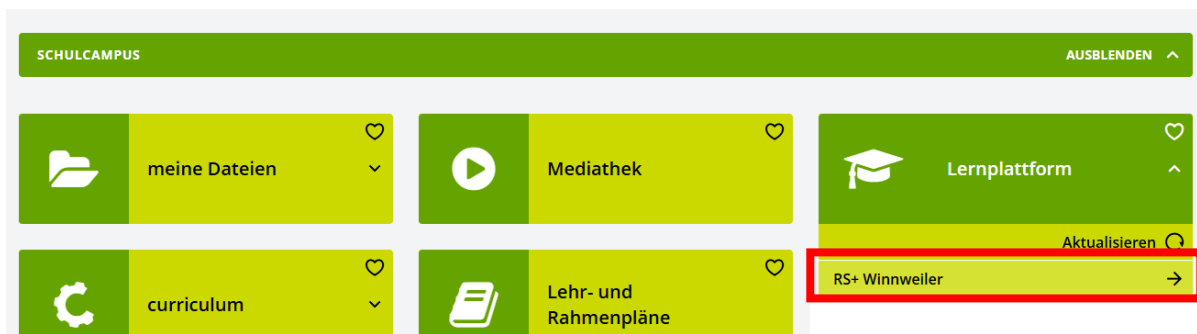 SCHULCAMPUS
AUSBLENDEN
meine Dateien
Mediathek
Lernplattform
Aktualisieren
RS+ Winnweiler
curriculum
Lehr- und
Rahmenpläne